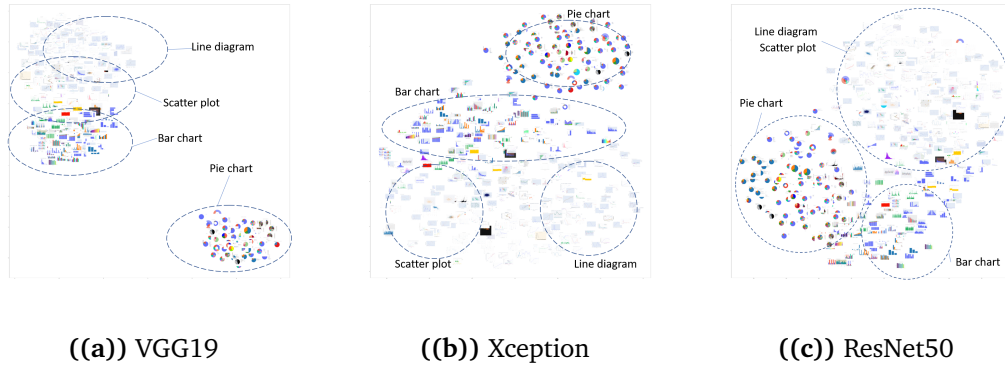 Line diagram
Scatter plot
Bar chart
Pie chart
((a)) VGG19
Pie chart
Bar chart
Scatter plot
Line diagram
((b)) Xception
Line diagram
Scatter plot
Pie chart
Bar chart
((c)) ResNet50